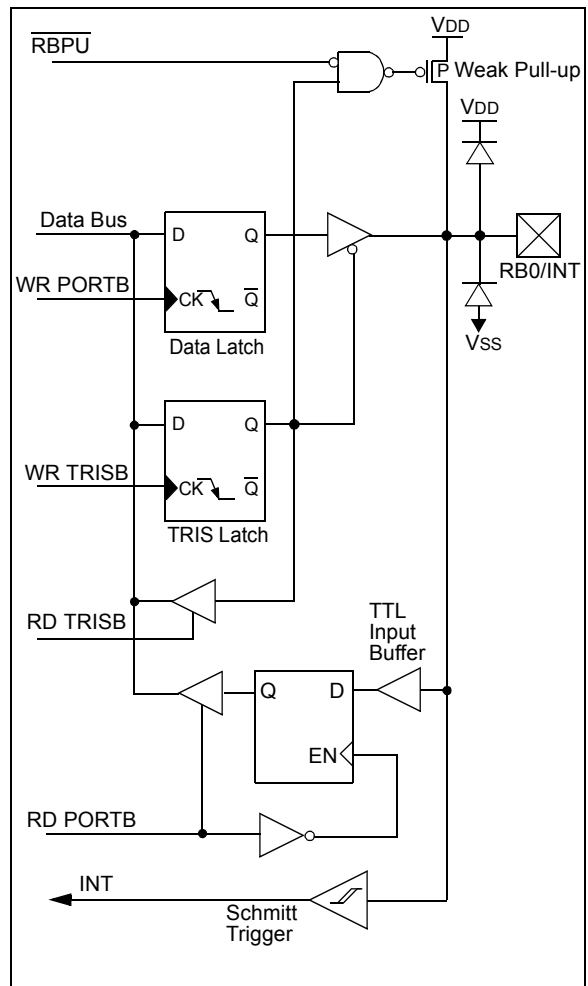 VDD
RBPU
P Weak Pull-up
VDD
Data Bus
D Q
RB0/INT
WR PORTB
CK Q
VSS
Data Latch
D Q
WR TRISB
CK Q
TRIS Latch
RD TRISB
TTL
Input
Buffer
Q D
EN
RD PORTB
INT
Schmitt
Trigger